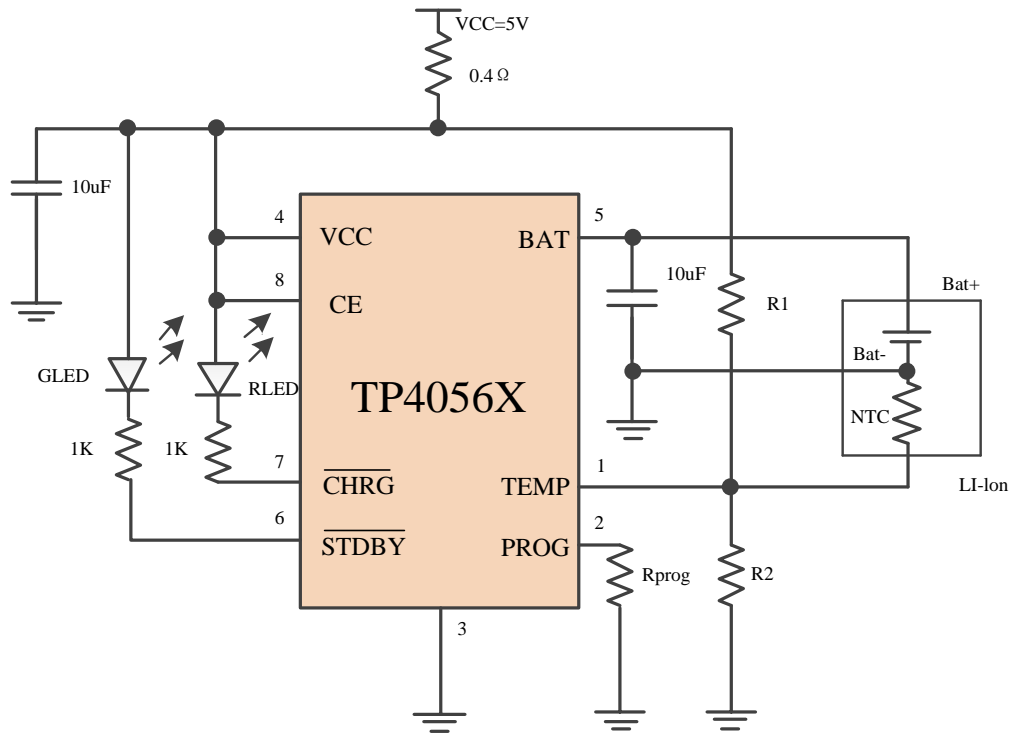 VCC=5V
0.4Ω
10uF
4
VCC
5
BAT
8
CE
10uF
R1
Bat+
Bat-
GLED
RLED
TP4056X
NTC
1K
1K
7
CHRG
1
TEMP
LI-lon
6
STDBY
2
PROG
Rprog
R2
3